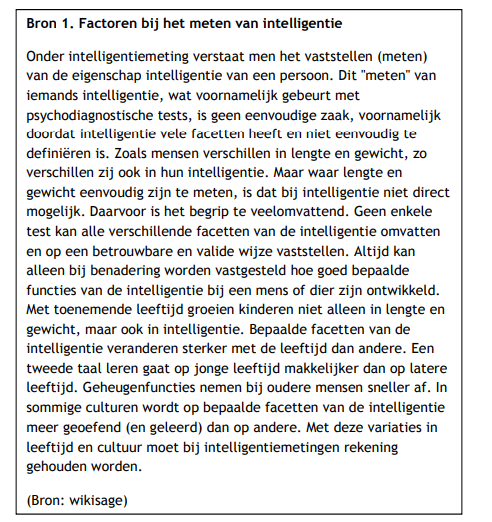 Bron 1. Factoren bij het meten van intelligentie
Onder intelligentiemeting verstaat men het vaststellen (meten)
van de eigenschap intelligentie van een persoon. Dit "meten" van
iemands intelligentie, wat voornamelijk gebeurt met
psychodiagnostische tests, is geen eenvoudige zaak, voornamelijk
doordat intelligentie vele facetten heeft en niet eenvoudig te
definiëren is. Zoals mensen verschillen in lengte en gewicht, zo
verschillen zij ook in hun intelligentie. Maar waar lengte en
gewicht eenvoudig zijn te meten, is dat bij intelligentie niet direct
mogelijk. Daarvoor is het begrip te veelomvattend. Geen enkele
test kan alle verschillende facetten van de intelligentie omvatten
en op een betrouwbare en valide wijze vaststellen. Altijd kan
alleen bij benadering worden vastgesteld hoe goed bepaalde
functies van de intelligentie bij een mens of dier zijn ontwikkeld.
Met toenemende leeftijd groeien kinderen niet alleen in lengte en
gewicht, maar ook in intelligentie. Bepaalde facetten van de
intelligentie veranderen sterker met de leeftijd dan andere. Een
tweede taal leren gaat op jonge leeftijd makkelijker dan op latere
leeftijd. Geheugenfuncties nemen bij oudere mensen sneller af. In
sommige culturen wordt op bepaalde facetten van de intelligentie
meer geoefend (en geleerd) dan op andere. Met deze variaties in
leeftijd en cultuur moet bij intelligentiemetingen rekening
gehouden worden.
(Bron: wikisage)